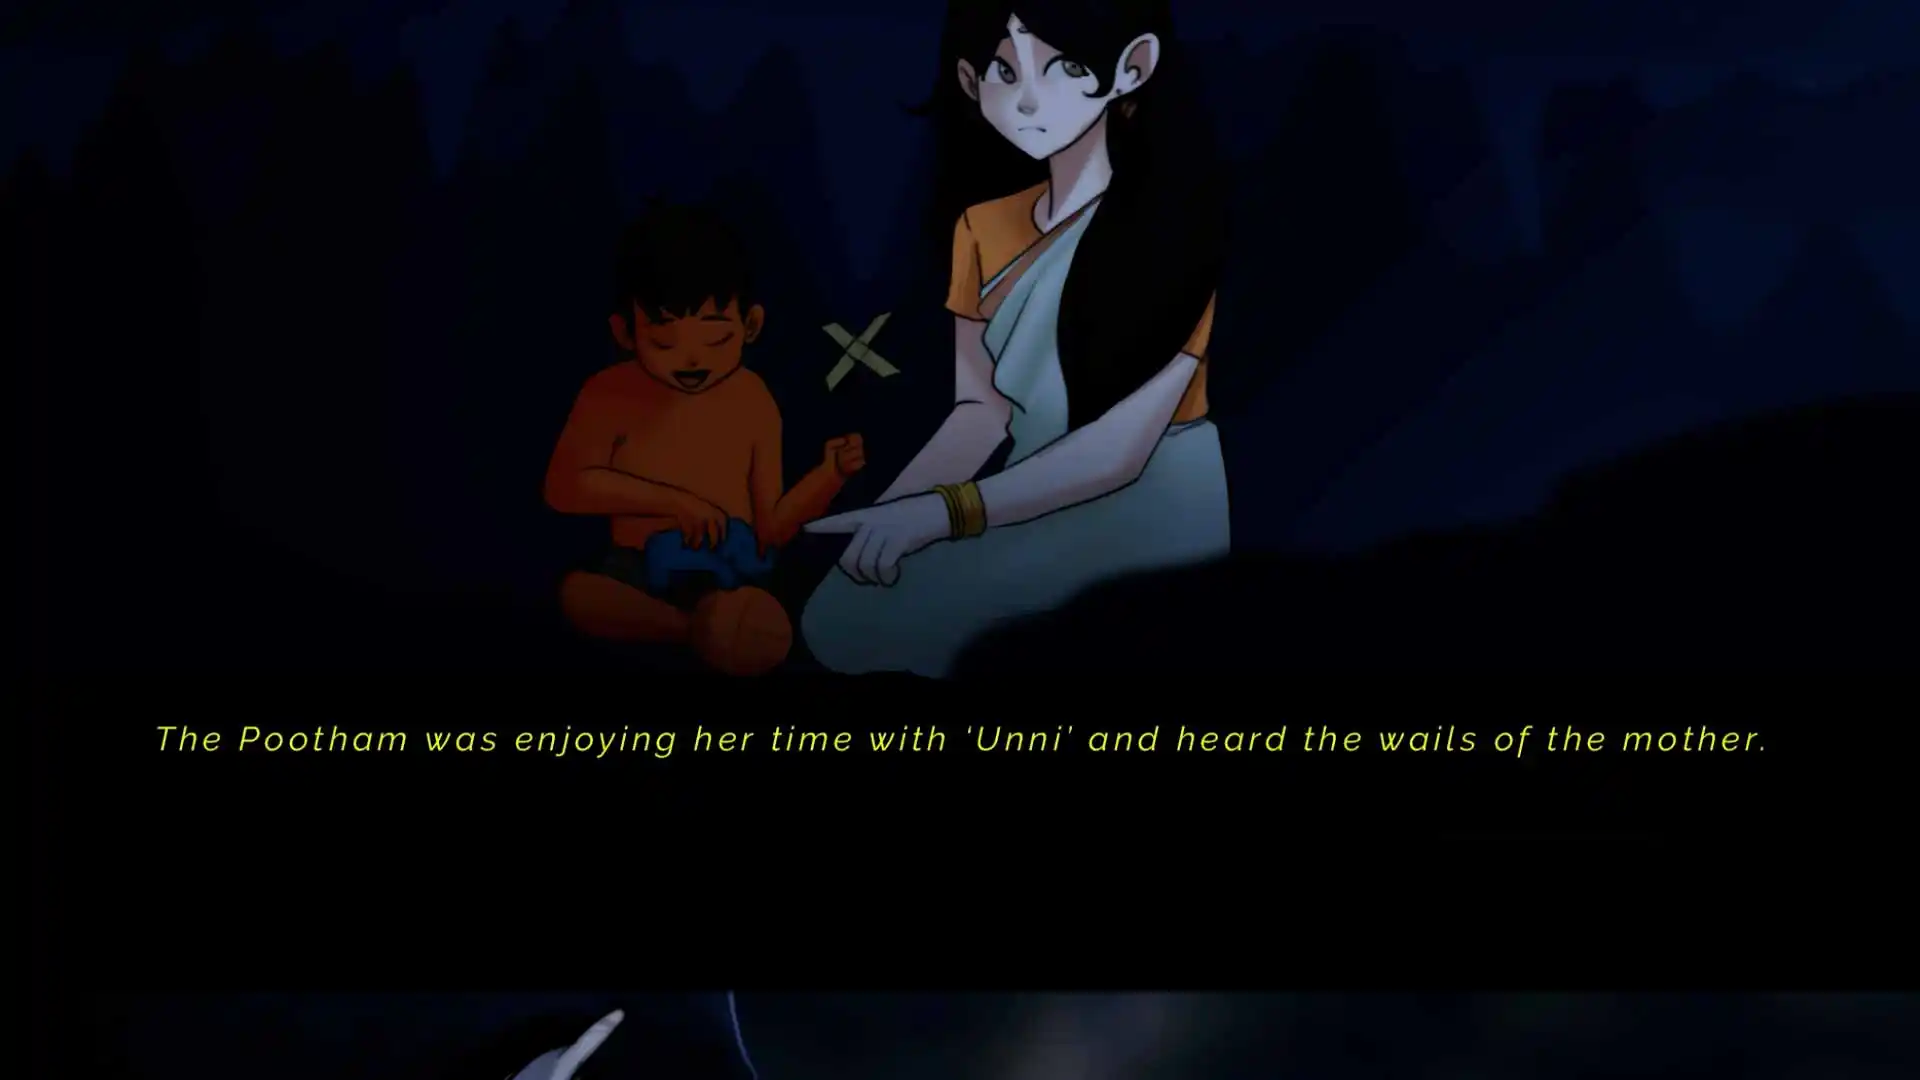 The Pootham was enjoying her time with ‘Unni’ and heard the wails of the mother.